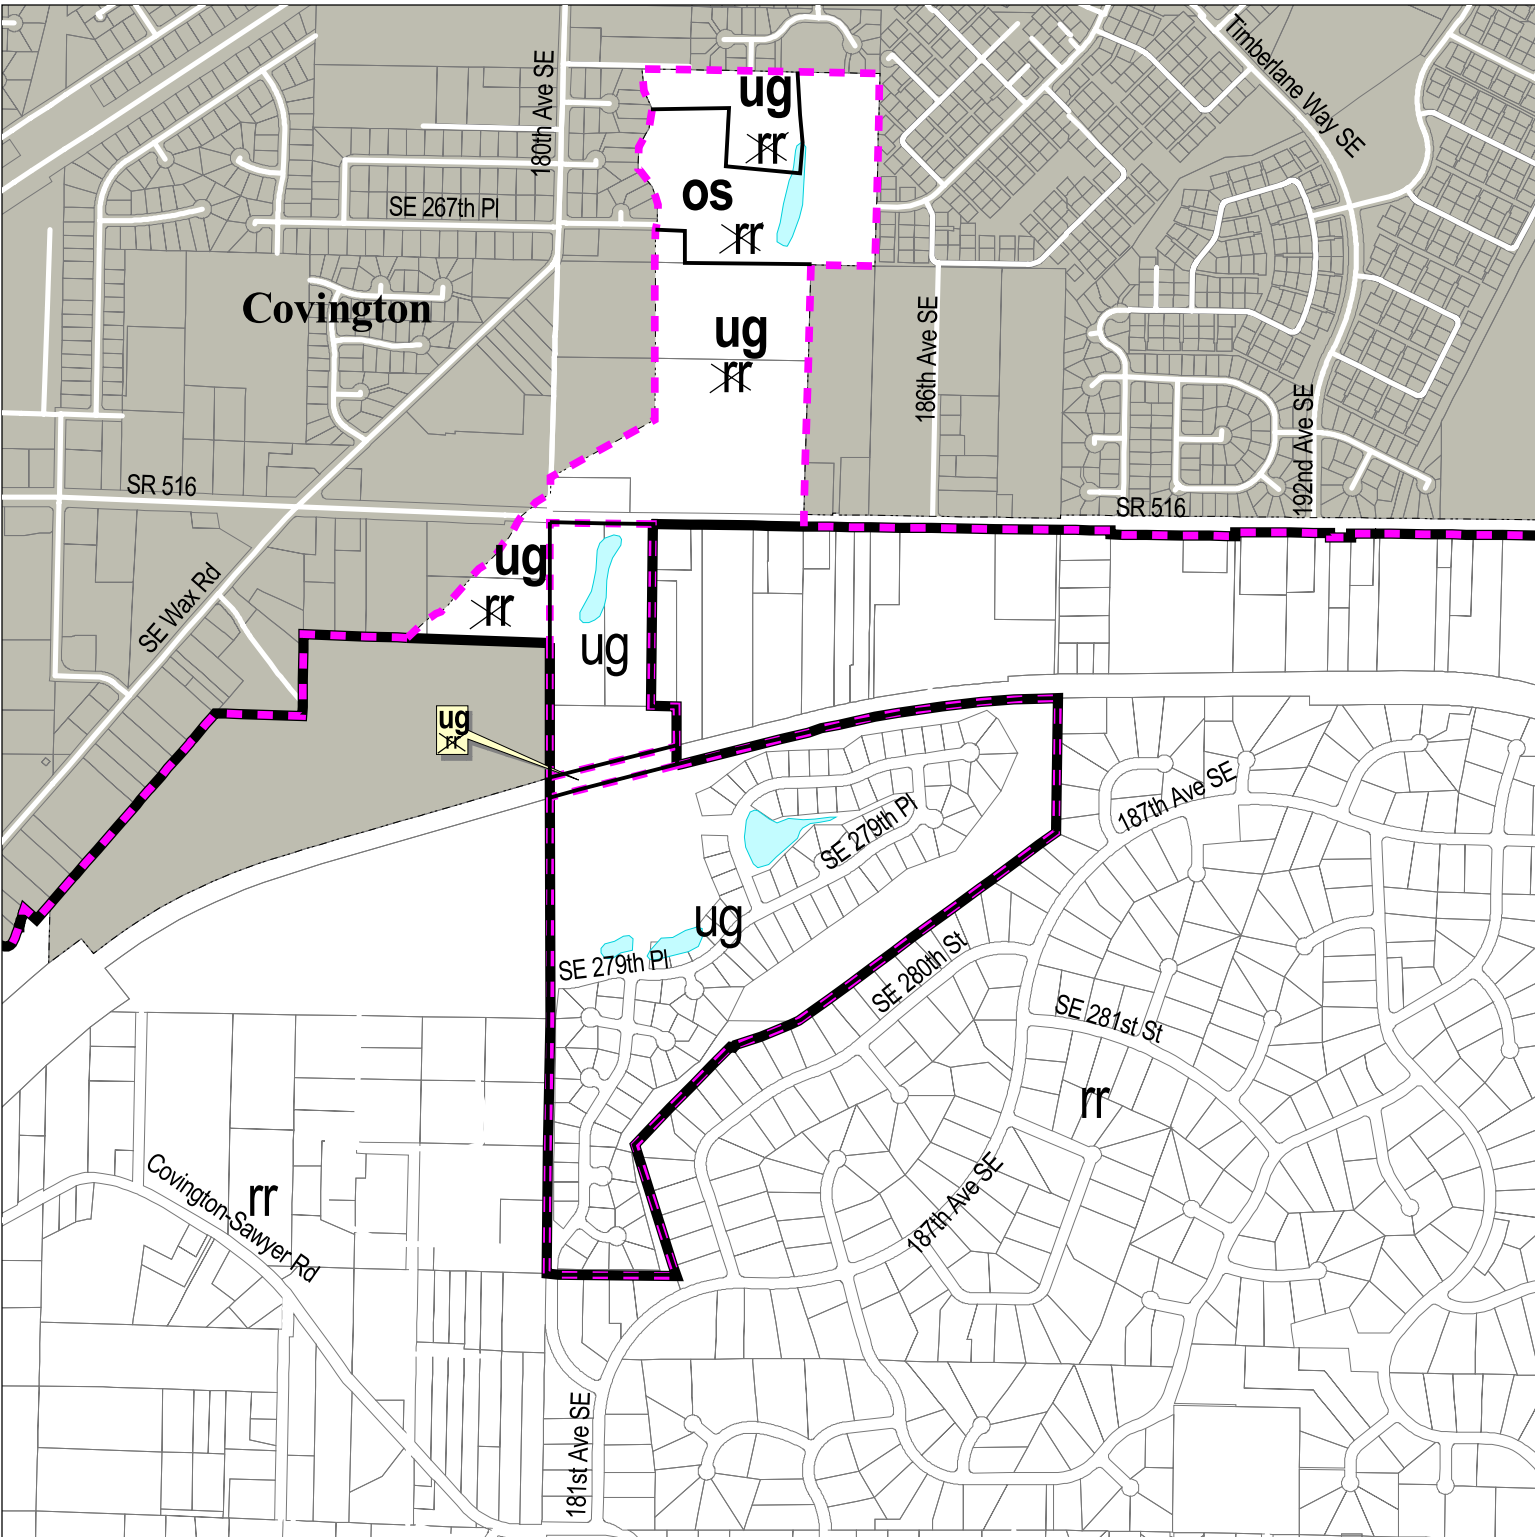 Timberlane Way SE
180th Ave SE
ug
rr
os
rr
SE 267th Pl
Covington
ug
rr
186th Ave SE
192nd Ave SE
SR 516
SR 516
ug
rr
SE Wax Rd
ug
ug
rr
187th Ave SE
SE 279th Pl
ug
SE 279th Pl
SE 280th St
SE 281st St
rr
Covington-Sawyer Rd
rr
187th Ave SE
181st Ave SE